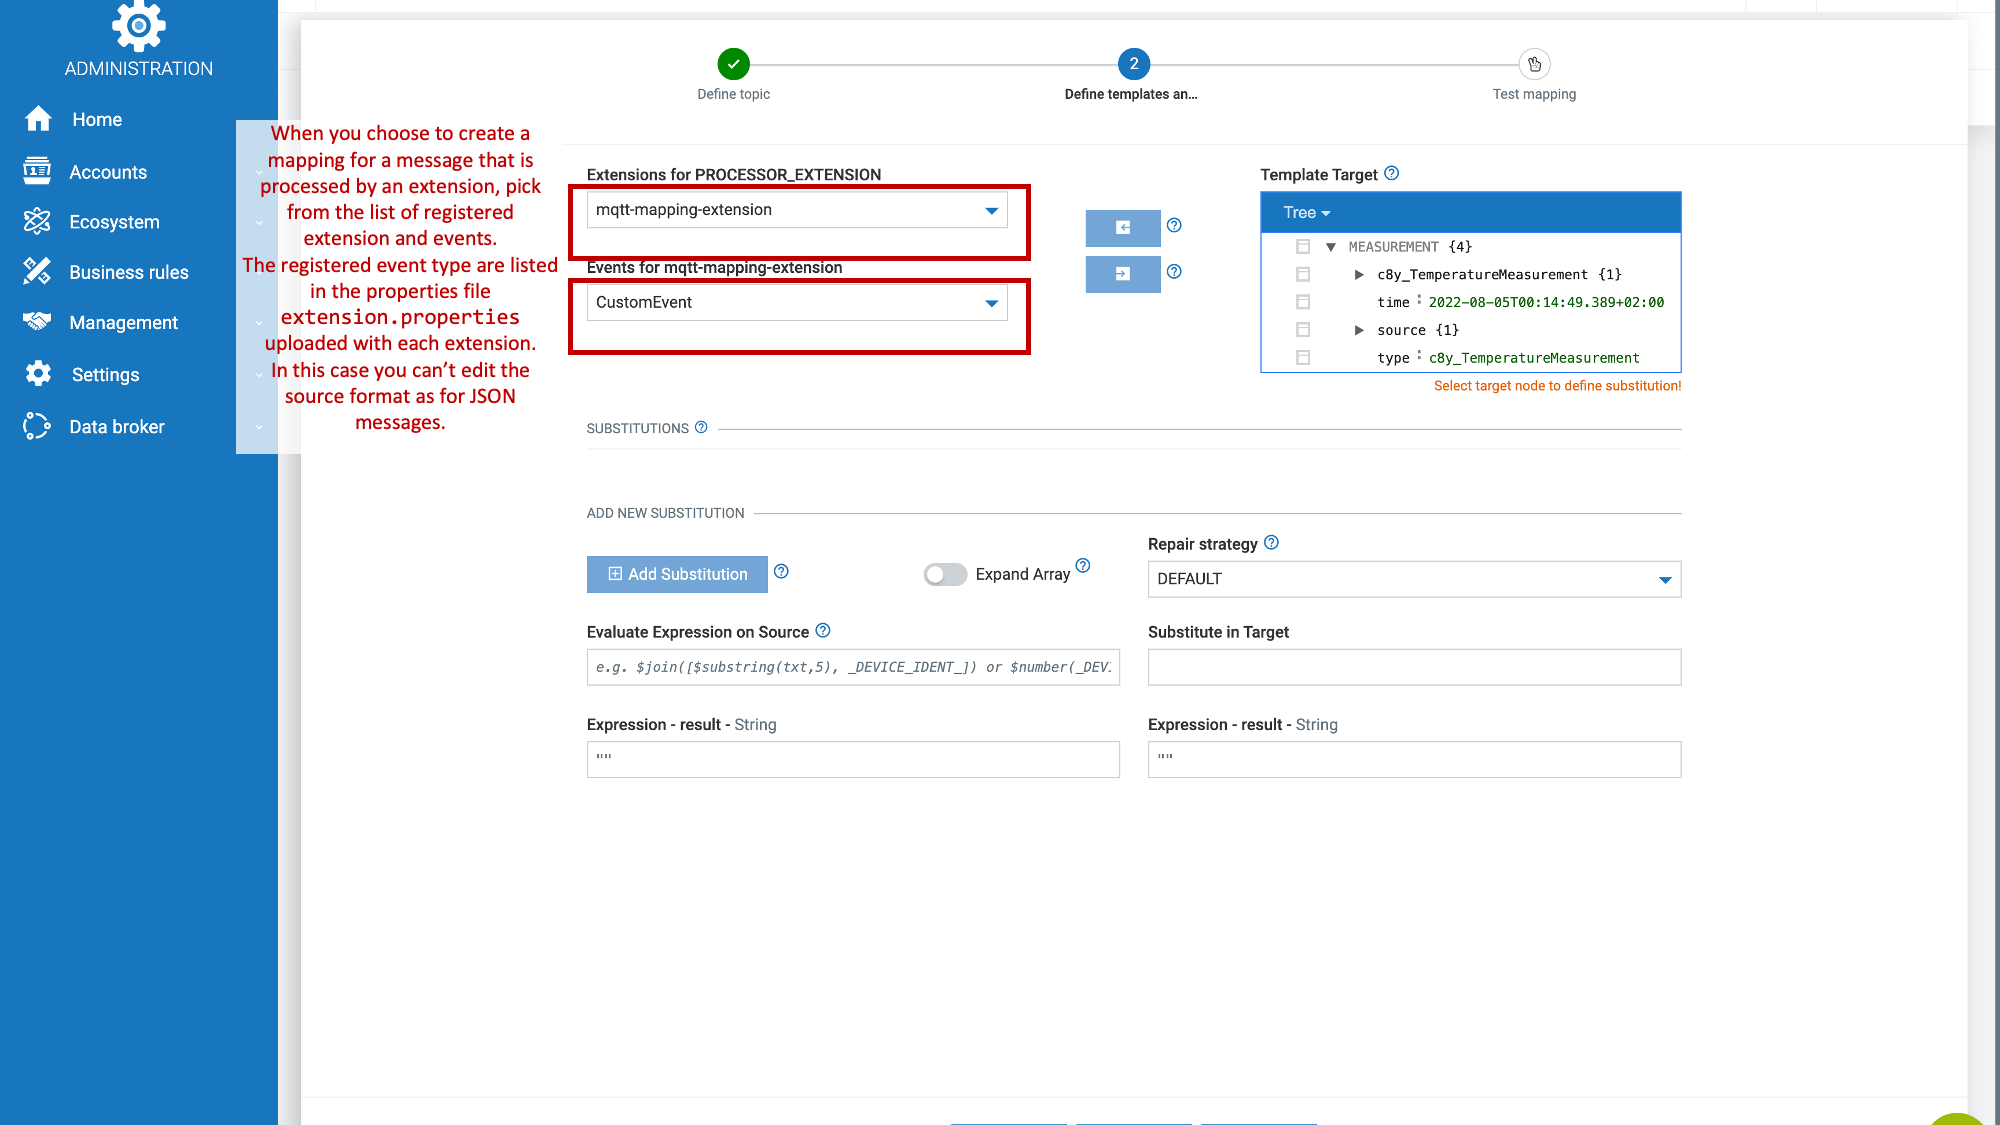 ADMINISTRATION
Home
Accounts
Ecosystem
Business rules
Management
Settings
Data broker
When you choose to create a
mapping for a message that is
processed by an extension, pick
from the list of registered
extension and events.
The registered event type are listed
in the properties file
extension.properties
uploaded with each extension.
In this case you can’t edit the
source format as for JSON
messages.
2
Define topic
Define templates an...
Test mapping
Extensions for PROCESSOR_EXTENSION
mqtt-mapping-extension
Events for mqtt-mapping-extension
CustomEvent
Template Target
Tree
MEASUREMENT {4}
c8y_TemperatureMeasurement {1}
time : 2022-08-05T00:14:49.389+02:00
source {1}
type : c8y_TemperatureMeasurement
Select target node to define substitution!
SUBSTITUTIONS
ADD NEW SUBSTITUTION
Add Substitution
Expand Array
Repair strategy
DEFAULT
Evaluate Expression on Source
e.g. $join([$substring(txt,5), _DEVICE_IDENT_]) or $number(_DEV
Substitute in Target
Expression - result - String
""
Expression - result - String
""